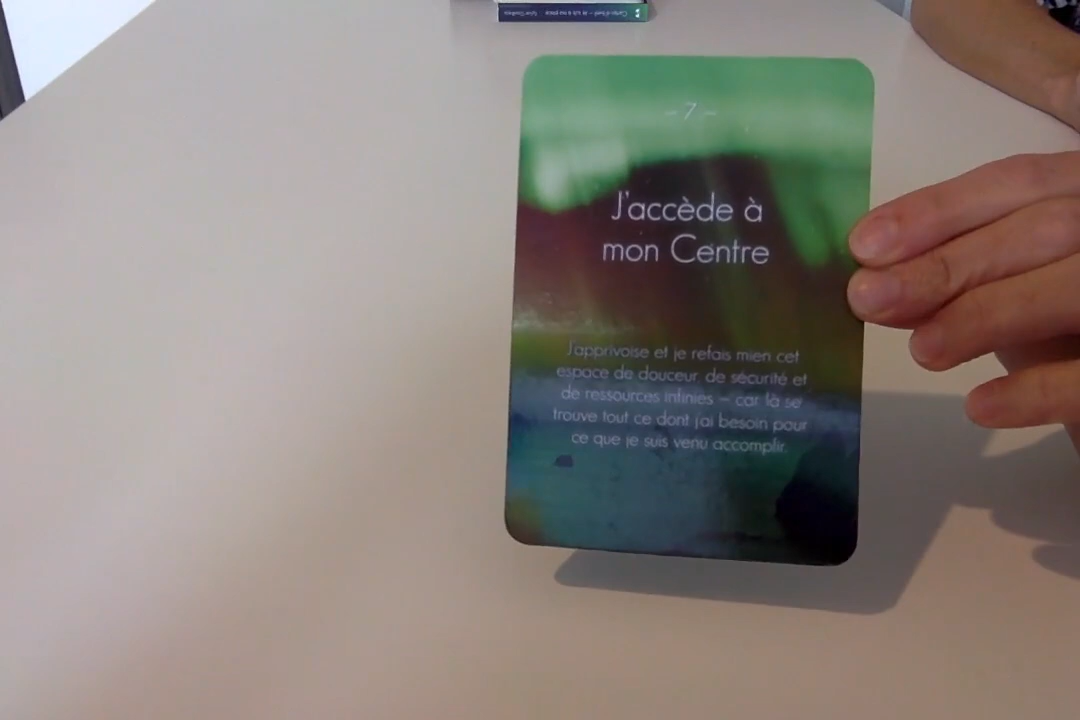 – 7 –
J'accède à
mon Centre
J'apprivoise et je refais mien cet
espace de douceur, de sécurité et
de ressources infinies – car là se
trouve tout ce dont j'ai besoin pour
ce que je suis venu accomplir.